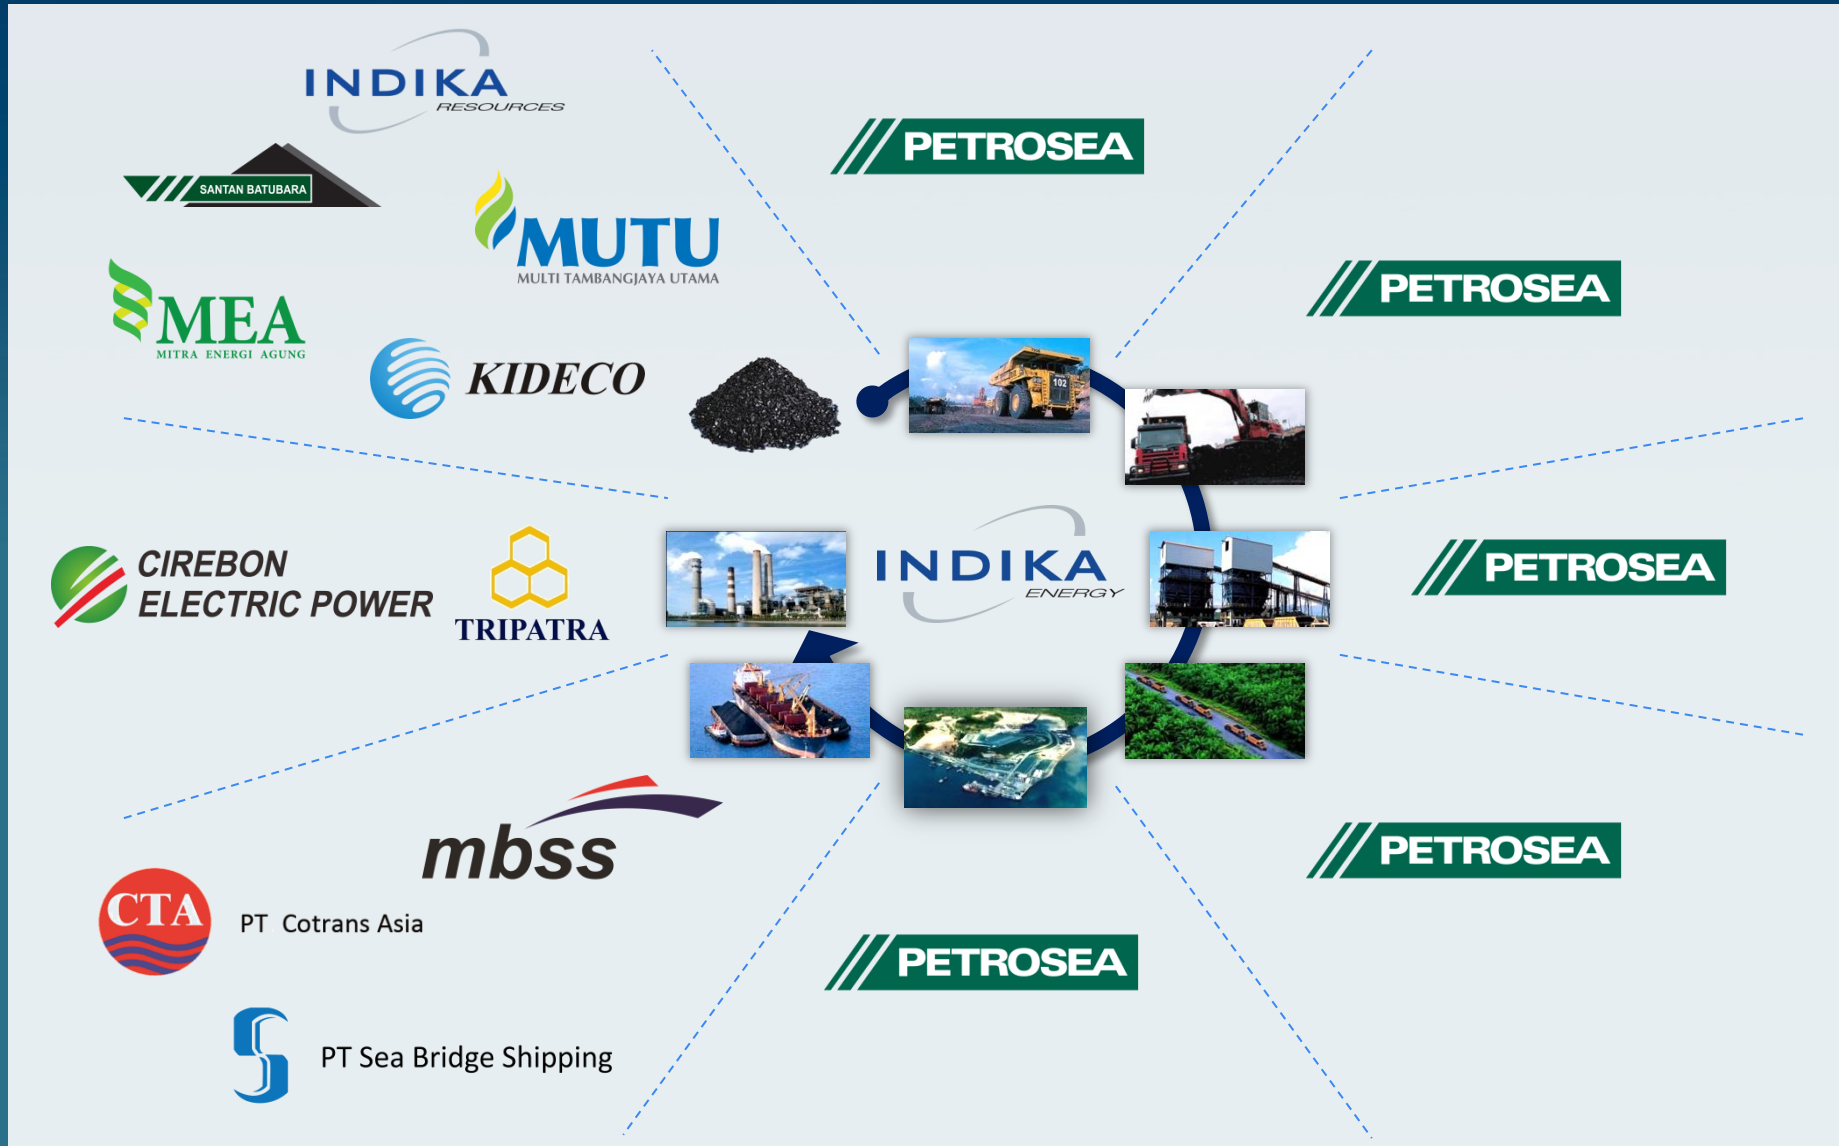 INDIKA
RESOURCES
PETROSEA
SANTAN BATUBARA
MUTU
MULTI TAMBANGJAYA UTAMA
PETROSEA
MEA
MITRA ENERGI AGUNG
KIDECO
102
CIREBON
ELECTRIC POWER
TRIPATRA
INDIKA
ENERGY
PETROSEA
mbss
PETROSEA
CTA
PT Cotrans Asia
PETROSEA
PT Sea Bridge Shipping